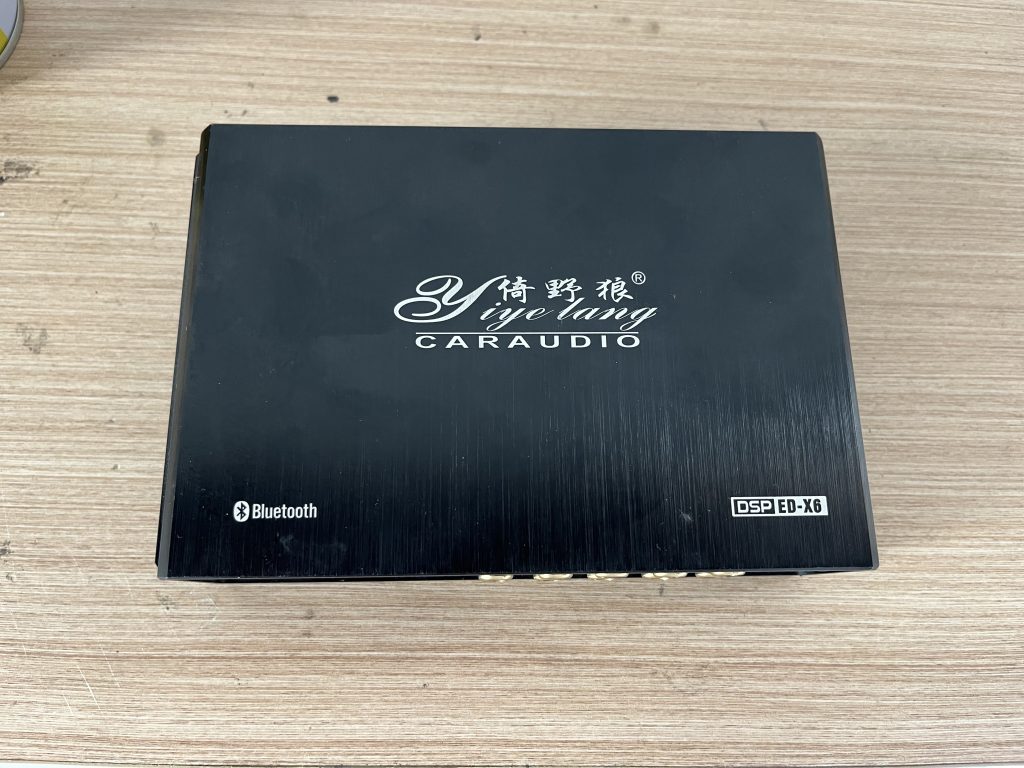 倚野狼®
Yiye lang
CARAUDIO
Bluetooth
DSP ED-X6